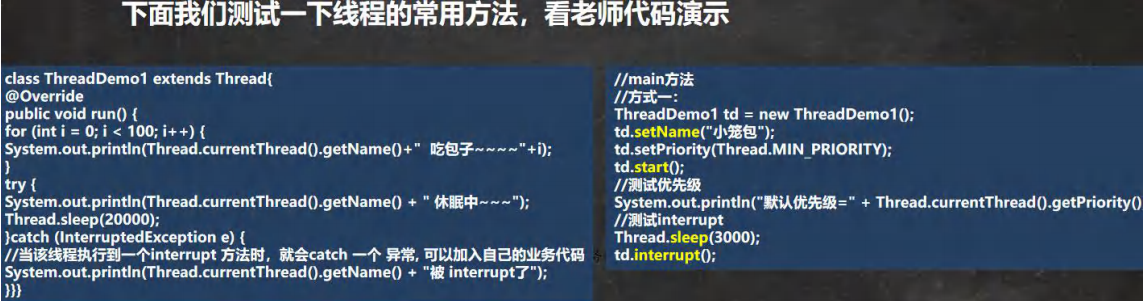 下面我们测试一下线程的常用方法，看老师代码演示
class ThreadDemo1 extends Thread{
@Override
public void run() {
for (int i = 0; i < 100; i++) {
System.out.println(Thread.currentThread().getName()+"  吃包子~~~~"+i);
}
try {
System.out.println(Thread.currentThread().getName() + " 休眠中~~~");
Thread.sleep(20000);
}catch (InterruptedException e) {
//当该线程执行到一个interrupt 方法时，就会catch 一个 异常, 可以加入自己的业务代码
System.out.println(Thread.currentThread().getName() + "被 interrupt了");
}}}
//main方法
//方式一:
ThreadDemo1 td = new ThreadDemo1();
td.setName("小笼包");
td.setPriority(Thread.MIN_PRIORITY);
td.start();
//测试优先级
System.out.println("默认优先级=" + Thread.currentThread().getPriority()
//测试interrupt
Thread.sleep(3000);
td.interrupt();